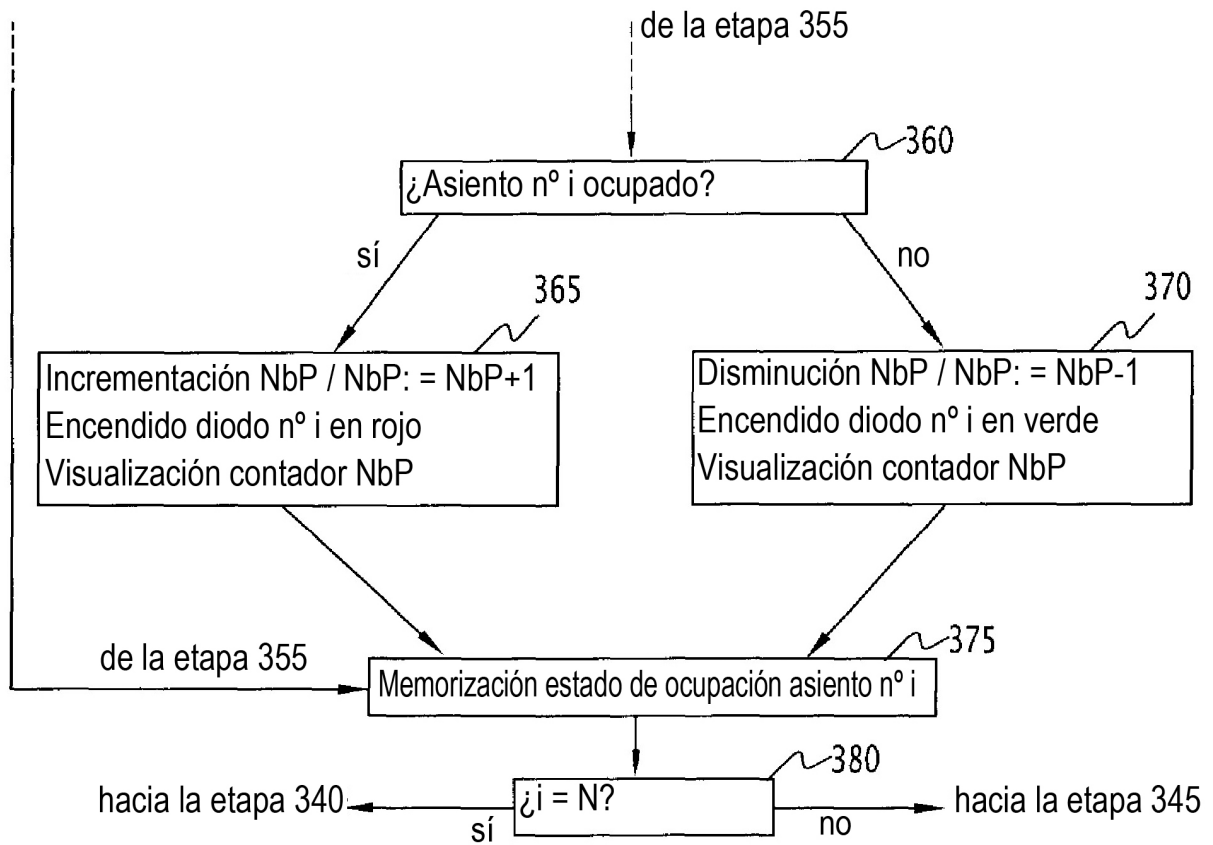 de la etapa 355
360
¿Asiento nº i ocupado?
sí
no
365
370
Incrementación NbP / NbP: = NbP+1
Encendido diodo nº i en rojo
Visualización contador NbP
Disminución NbP / NbP: = NbP-1
Encendido diodo nº i en verde
Visualización contador NbP
de la etapa 355
375
Memorización estado de ocupación asiento nº i
380
¿i = N?
hacia la etapa 340
sí
no
hacia la etapa 345